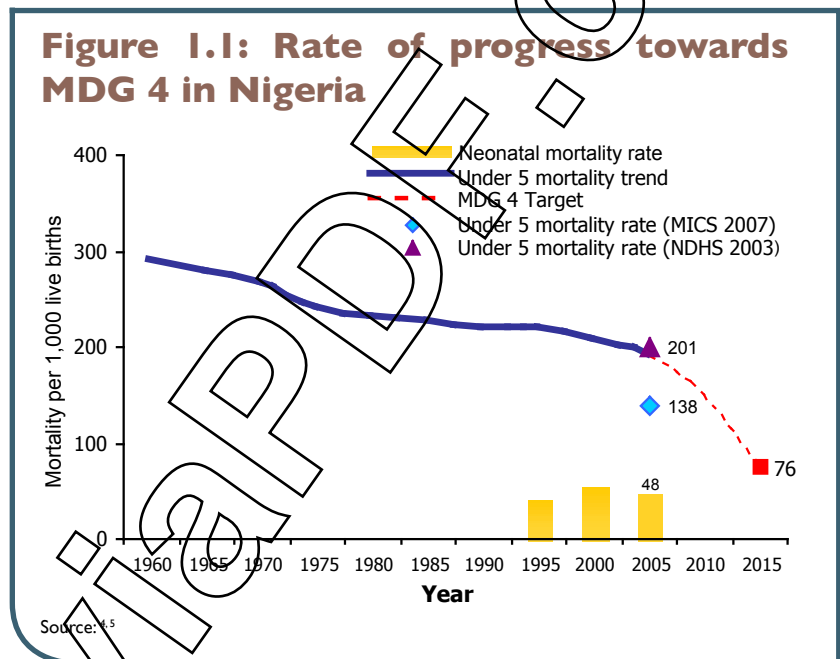 Figure 1.1: Rate of progress towards
MDG 4 in Nigeria
Neonatal mortality rate
Under 5 mortality trend
MDG 4 Target
Under 5 mortality rate (MICS 2007)
Under 5 mortality rate (NDHS 2003)
Mortality per 1,000 live births
400
300
200
100
0
201
138
48
76
1960 1965 1970 1975 1980 1985 1990 1995 2000 2005 2010 2015
Year
Source: 4,5
viaPDF.c